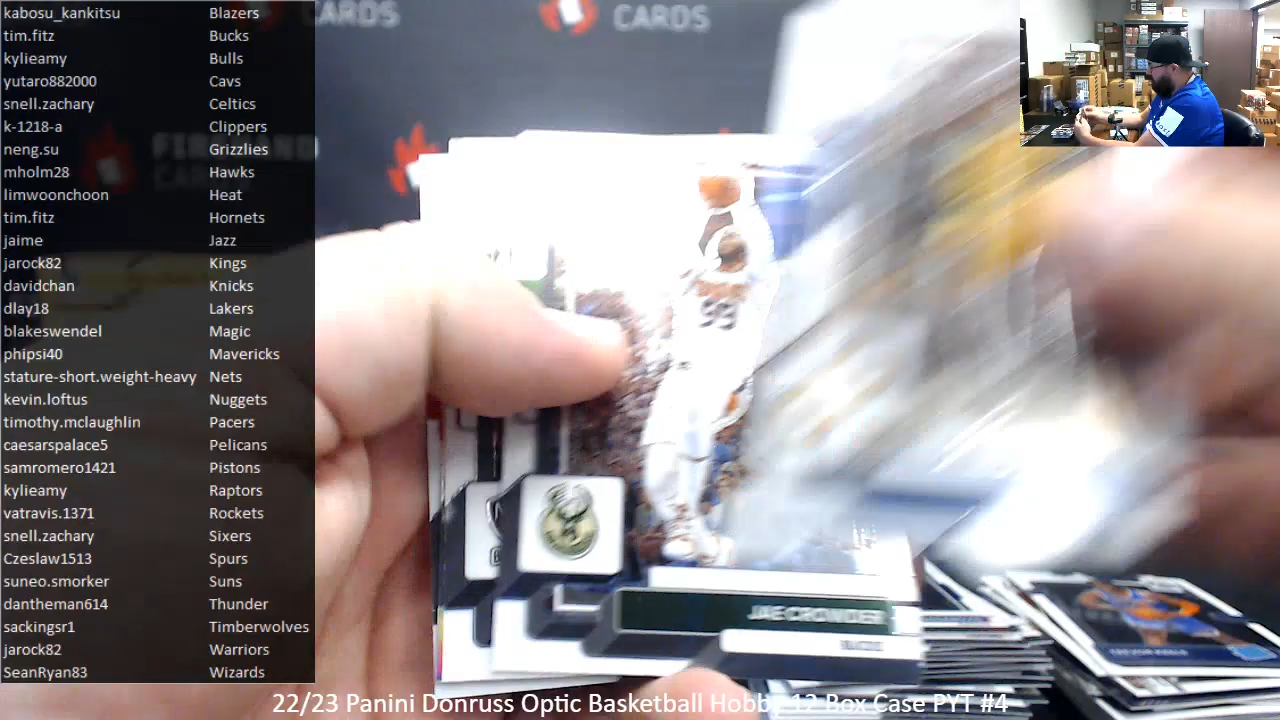 kabosu_kankitsu Blazers
tim.fitz Bucks
kylieamy Bulls
yutaro882000 Cavs
snell.zachary Celtics
k-1218-a Clippers
neng.su Grizzlies
mholm28 Hawks
limwoonchoon Heat
tim.fitz Hornets
jaime Jazz
jarock82 Kings
davidchan Knicks
dlay18 Lakers
blakeswendel Magic
phipsi40 Mavericks
stature-short.weight-heavy Nets
kevin.loftus Nuggets
timothy.mclaughlin Pacers
caesarspalace5 Pelicans
samromero1421 Pistons
kylieamy Raptors
vatravis.1371 Rockets
snell.zachary Sixers
Czeslaw1513 Spurs
suneo.smorker Suns
dantheman614 Thunder
sackingsr1 Timberwolves
jarock82 Warriors
SeanRyan83 Wizards
CARDS
CARDS
99
JAE CROWDER
22/23 Panini Donruss Optic Basketball Hobby 12 Box Case PYT #4